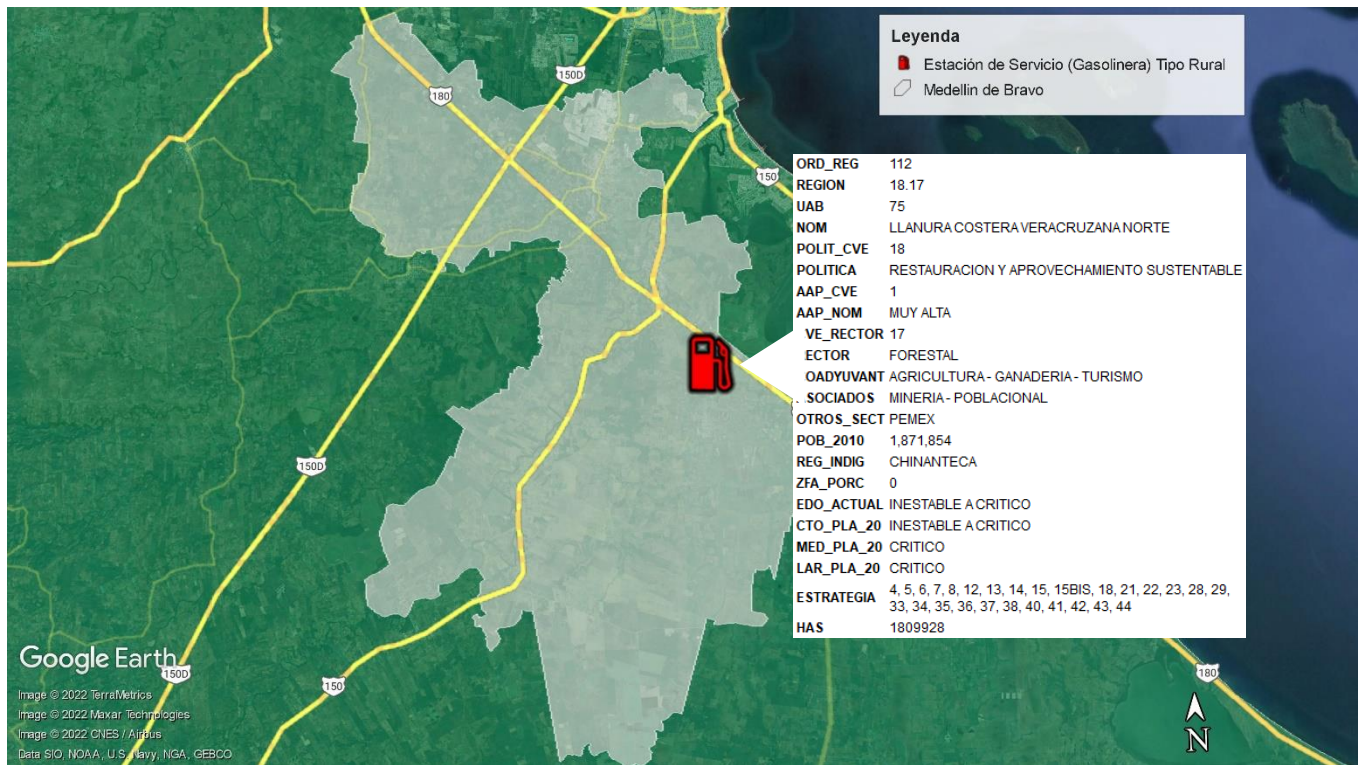 Leyenda
Estación de Servicio (Gasolinera) Tipo Rural
Medellin de Bravo
150D
180
150
ORD_REG 112
REGION 18.17
UAB 75
NOM LLANURA COSTERA VERACRUZANA NORTE
POLIT_CVE 18
POLITICA RESTAURACION Y APROVECHAMIENTO SUSTENTABLE
AAP_CVE 1
AAP_NOM MUY ALTA
VE_RECTOR 17
ECTOR FORESTAL
OADYUVANT AGRICULTURA - GANADERIA - TURISMO
SOCIADOS MINERIA - POBLACIONAL
OTROS_SECT PEMEX
POB_2010 1,871,854
REG_INDIG CHINANTECA
ZFA_PORC 0
EDO_ACTUAL INESTABLE A CRITICO
CTO_PLA_20 INESTABLE A CRITICO
MED_PLA_20 CRITICO
LAR_PLA_20 CRITICO
ESTRATEGIA 4, 5, 6, 7, 8, 12, 13, 14, 15, 15BIS, 18, 21, 22, 23, 28, 29,
33, 34, 35, 36, 37, 38, 40, 41, 42, 43, 44
HAS 1809928
150D
Google Earth
150D
150
180
Image © 2022 TerraMetrics
Image © 2022 Maxar Technologies
Image © 2022 CNES / Airbus
Data SIO, NOAA, U.S. Navy, NGA, GEBCO
N